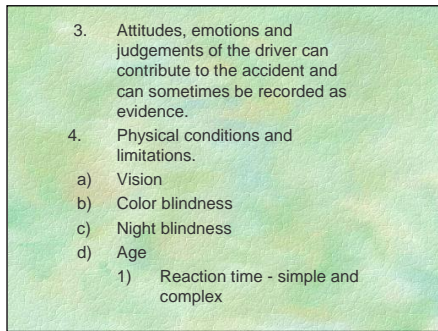 3. Attitudes, emotions and
judgements of the driver can
contribute to the accident and
can sometimes be recorded as
evidence.
4. Physical conditions and
limitations.
a) Vision
b) Color blindness
c) Night blindness
d) Age
1) Reaction time - simple and
complex